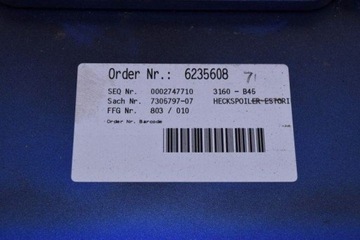 Order Nr.: 6235608 71
SEQ Nr. 0002747710 3160 - B45
Sach Nr. 7306797-07 HECKSPOILER ESTORI
FFG Nr. 803 / 010
Order Nr. Barcode